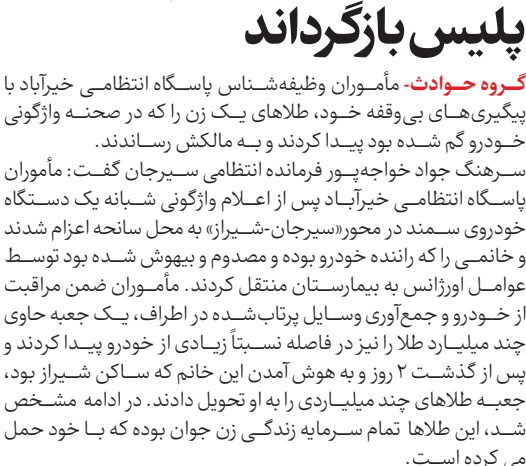 پلیس بازگرداند
گروه حوادث- مأموران وظیفه‌شناس پاسگاه انتظامی خیرآباد با
پیگیری‌های بی‌وقفه خود، طلاهای یک زن را که در صحنه واژگونی
خودرو گم شده بود پیدا کردند و به مالکش رساندند.
سرهنگ جواد خواجه‌پور فرمانده انتظامی سیرجان گفت: مأموران
پاسگاه انتظامی خیرآباد پس از اعلام واژگونی شبانه یک دستگاه
خودروی سمند در محور«سیرجان-شیراز» به محل سانحه اعزام شدند
و خانمی را که راننده خودرو بوده و مصدوم و بیهوش شده بود توسط
عوامل اورژانس به بیمارستان منتقل کردند. مأموران ضمن مراقبت
از خودرو و جمع‌آوری وسایل پرتاب‌شده در اطراف، یک جعبه حاوی
چند میلیارد طلا را نیز در فاصله نسبتاً زیادی از خودرو پیدا کردند و
پس از گذشت ۲ روز و به هوش آمدن این خانم که ساکن شیراز بود،
جعبه طلاهای چند میلیاردی را به او تحویل دادند. در ادامه مشخص
شد، این طلاها تمام سرمایه زندگی زن جوان بوده که با خود حمل
می کرده است.